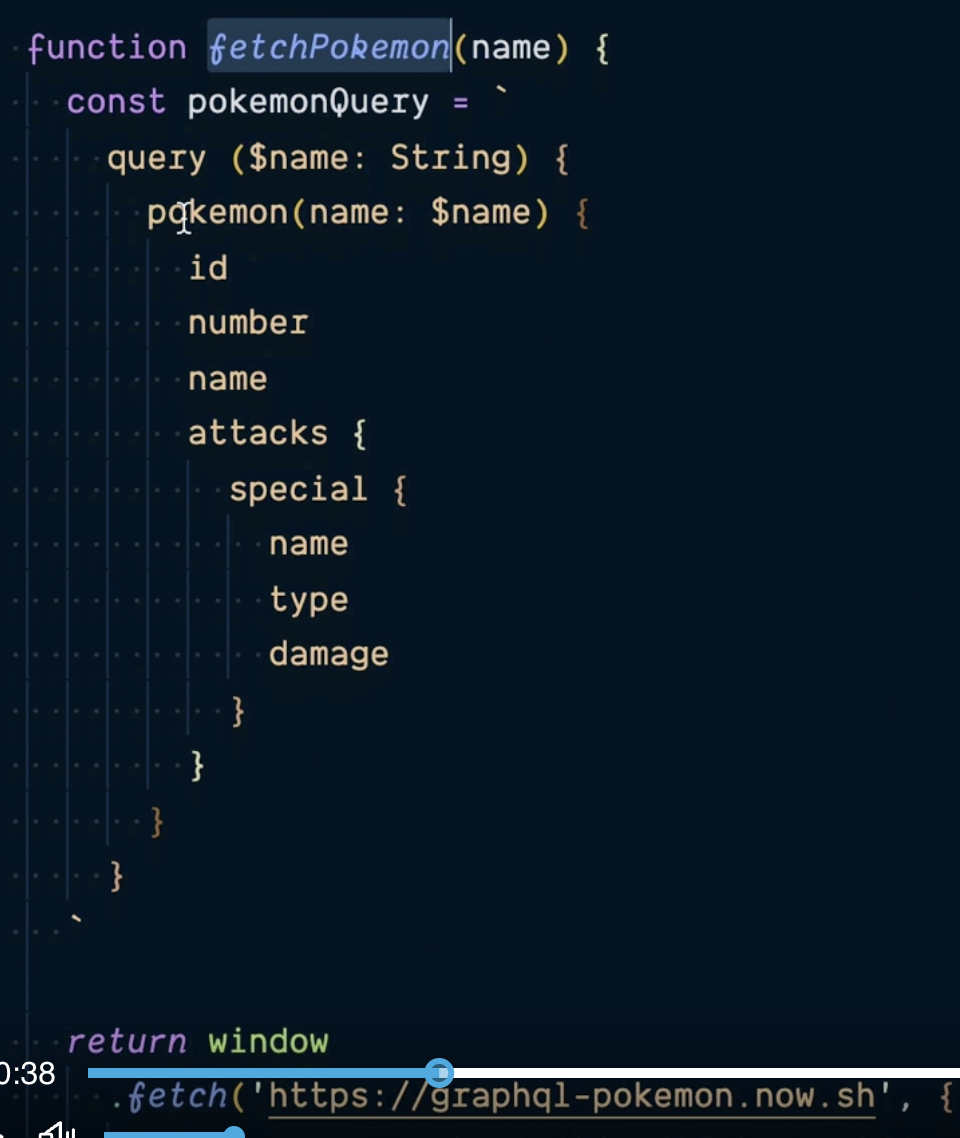 function fetchPokemon(name) {
const pokemonQuery = `
query ($name: String) {
pokemon(name: $name) {
id
number
name
attacks {
special {
name
type
damage
}
}
}
}
`
return window
0:38
.fetch('https://graphql-pokemon.now.sh', {